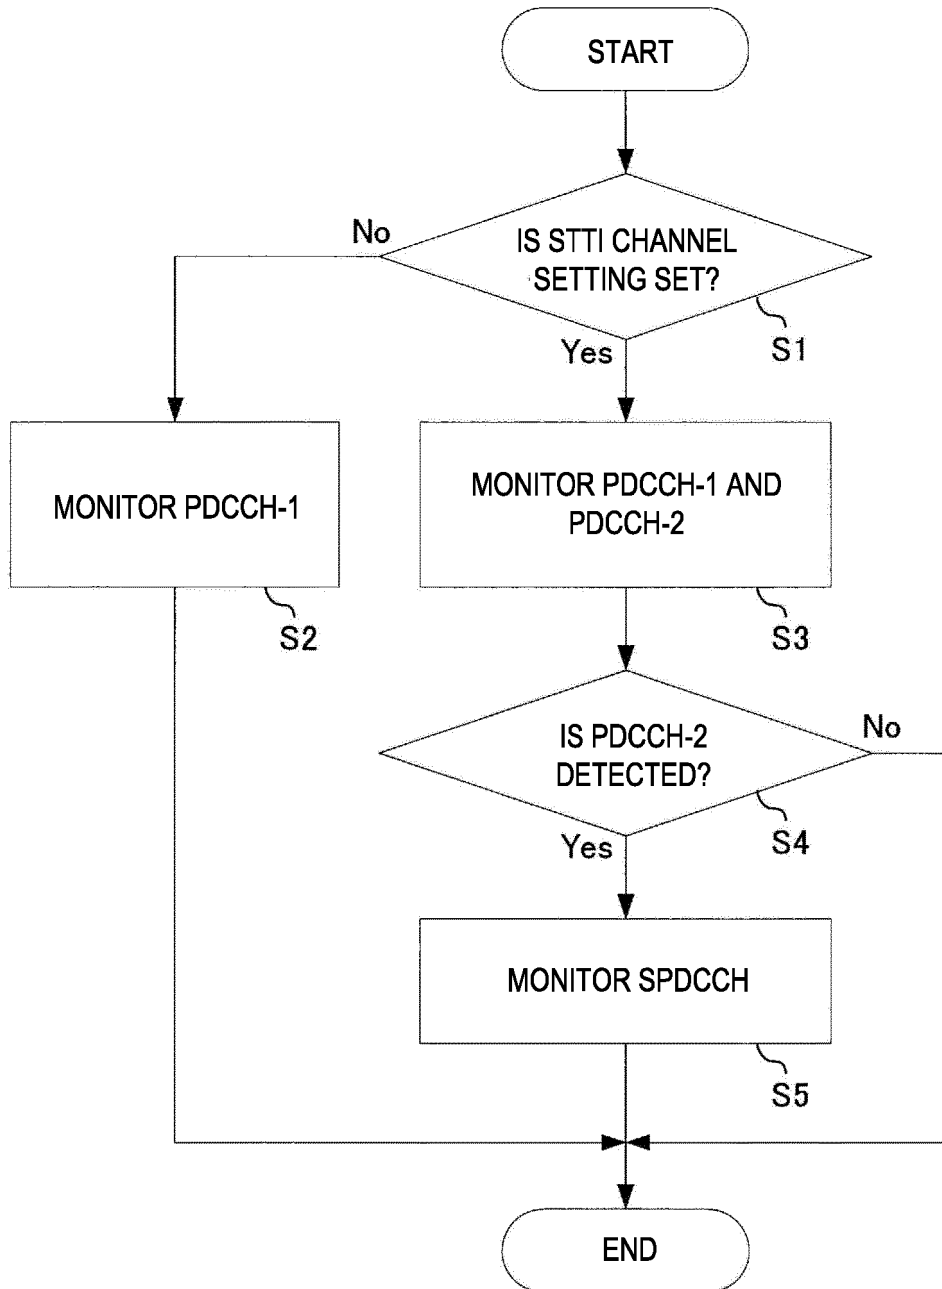 START
No
IS STTI CHANNEL
SETTING SET?
S1
Yes
MONITOR PDCCH-1
S2
MONITOR PDCCH-1 AND
PDCCH-2
S3
No
IS PDCCH-2
DETECTED?
S4
Yes
MONITOR SPDCCH
S5
END